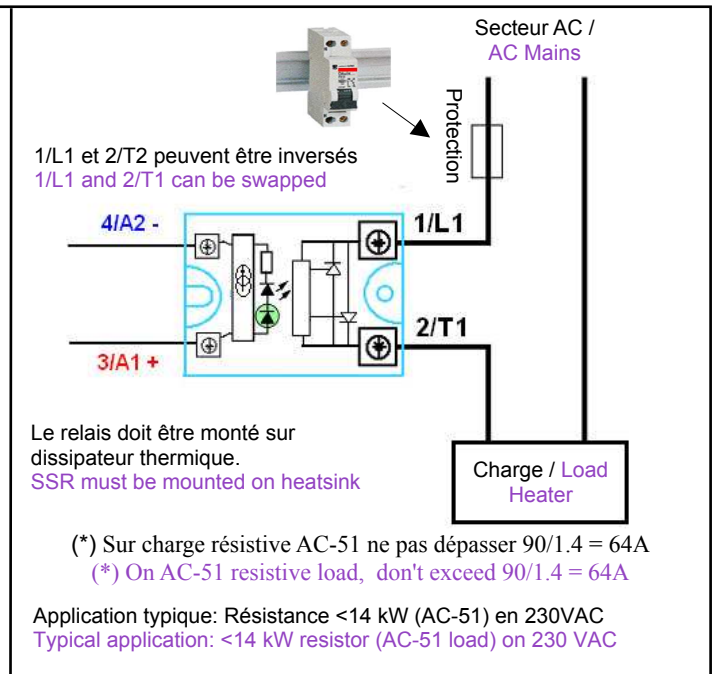 Secteur AC /
AC Mains
Protection
1/L1 et 2/T2 peuvent être inversés
1/L1 and 2/T1 can be swapped
4/A2 -
1/L1
3/A1 +
2/T1
Le relais doit être monté sur
dissipateur thermique.
SSR must be mounted on heatsink
Charge / Load
Heater
(*) Sur charge résistive AC-51 ne pas dépasser 90/1.4 = 64A
(*) On AC-51 resistive load, don't exceed 90/1.4 = 64A
Application typique: Résistance <14 kW (AC-51) en 230VAC
Typical application: <14 kW resistor (AC-51 load) on 230 VAC